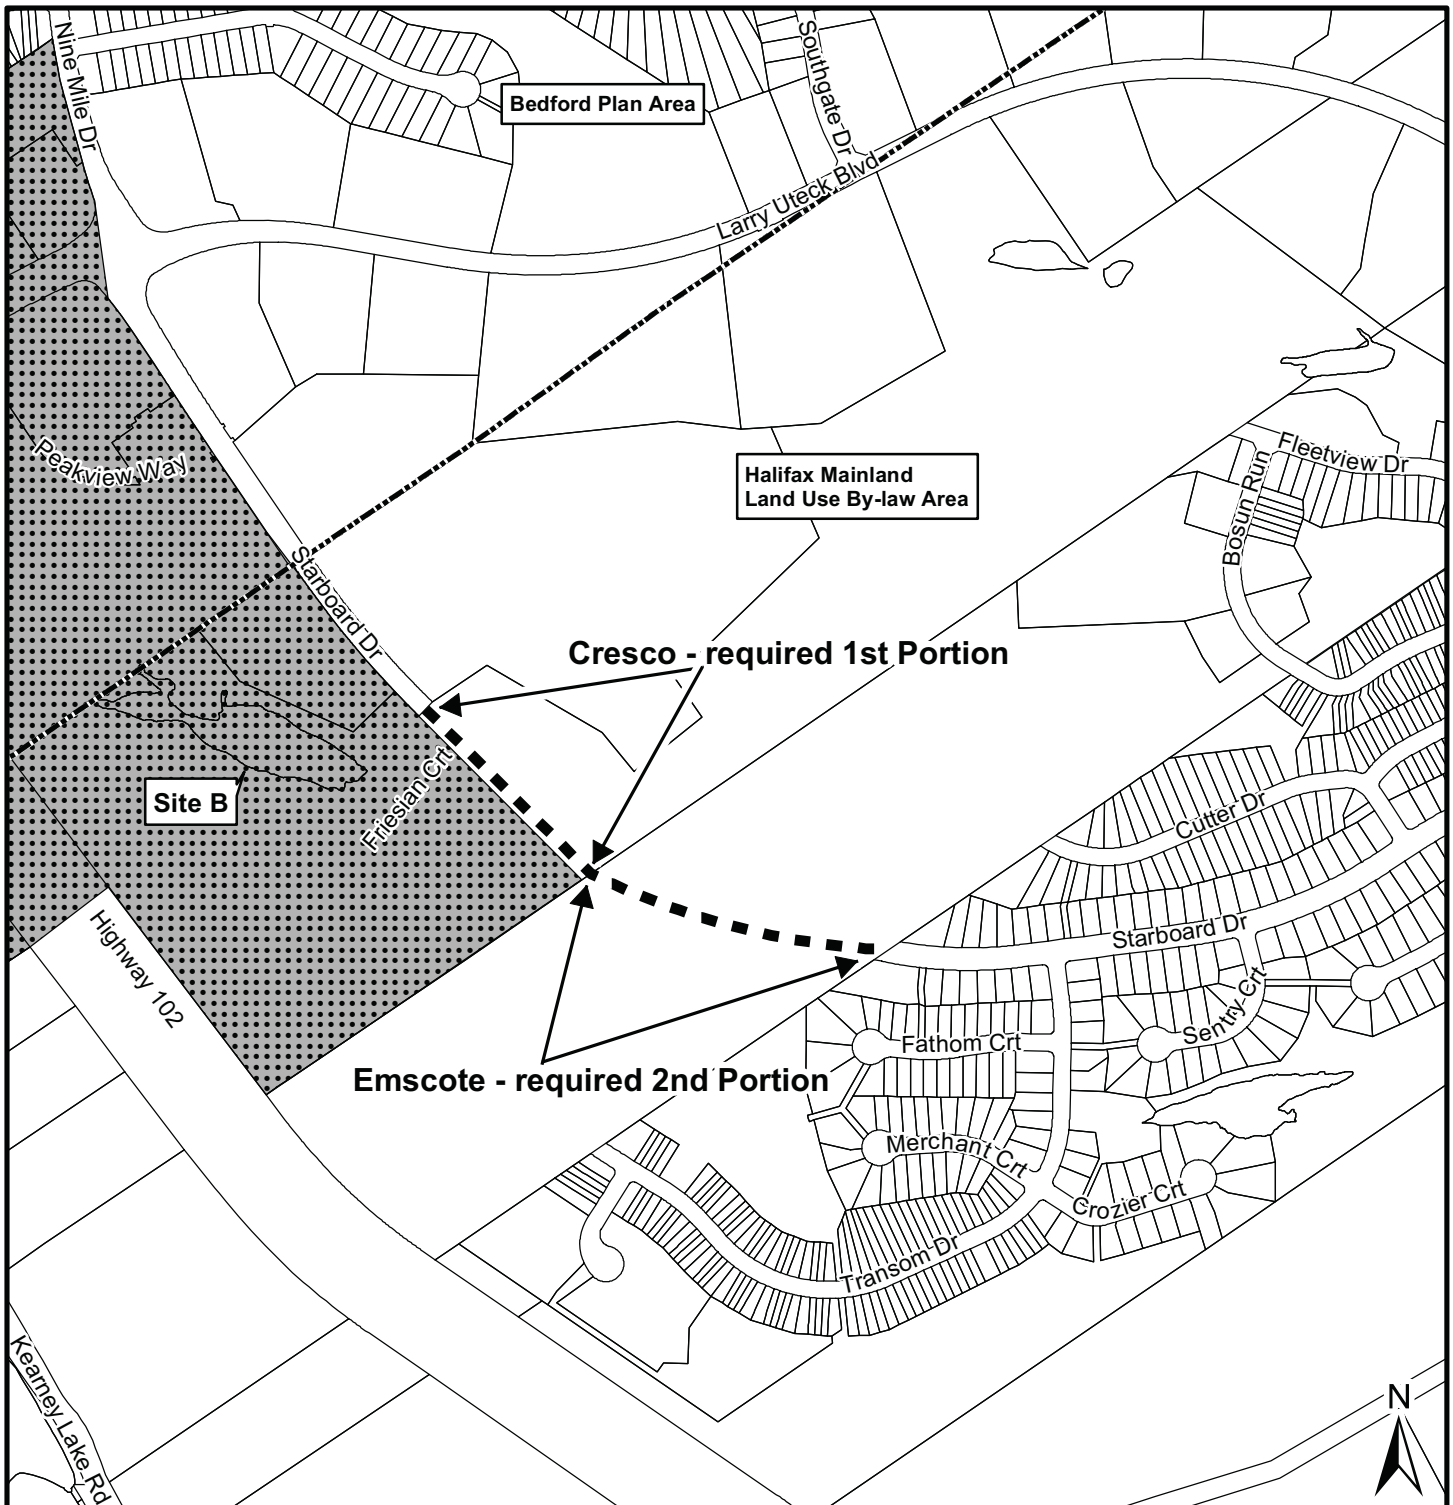 Nine Mile Dr
Southgate Dr
Bedford Plan Area
Larry Uteck Blvd
Peakview Way
Halifax Mainland
Land Use By-law Area
Fleetview Dr
Bosun Run
Starboard Dr
Cresco - required 1st Portion
Site B
Friesian Crt
Cutter Dr
Highway 102
Starboard Dr
Sentry Crt
Fathom Crt
Emscote - required 2nd Portion
Merchant Crt
Crozier Crt
Transom Dr
Kearney Lake Rd
N